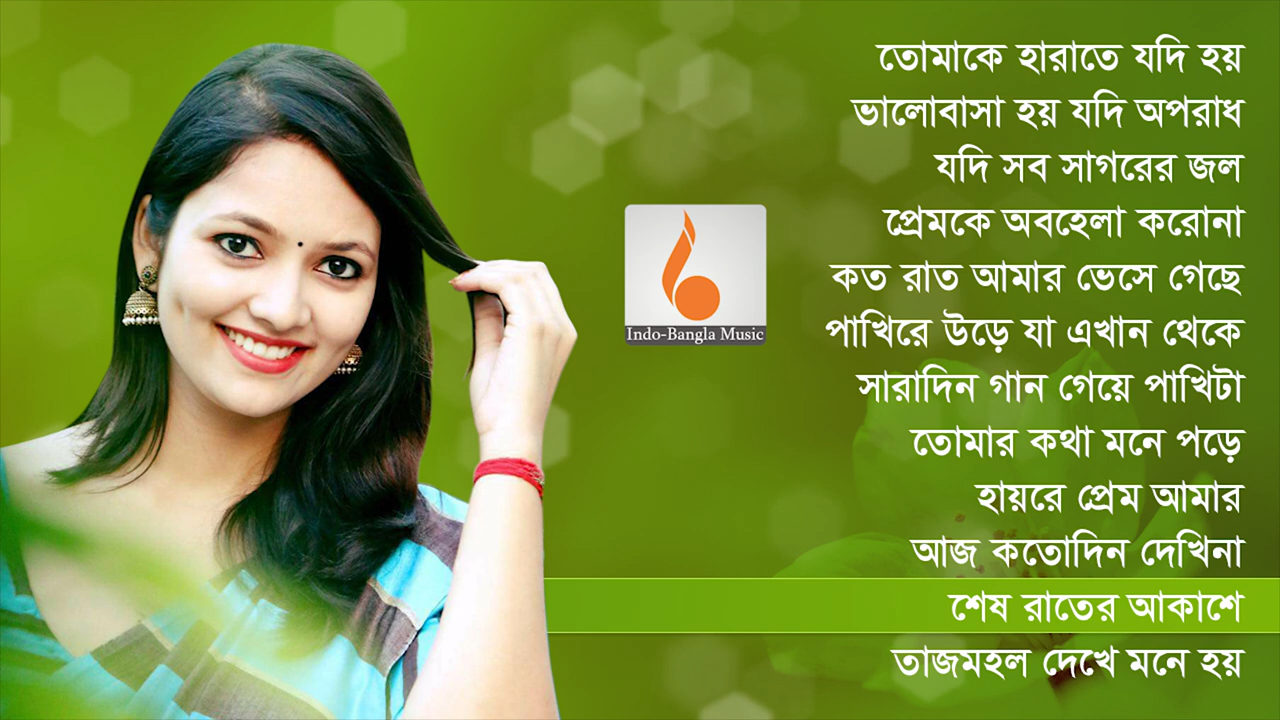 তোমাকে হারাতে যদি হয়
ভালোবাসা হয় যদি অপরাধ
যদি সব সাগরের জল
প্রেমকে অবহেলা করোনা
কত রাত আমার ভেসে গেছে
পাখিরে উড়ে যা এখান থেকে
সারাদিন গান গেয়ে পাখিটা
তোমার কথা মনে পড়ে
হায়রে প্রেম আমার
আজ কতোদিন দেখিনা
শেষ রাতের আকাশে
তাজমহল দেখে মনে হয়
Indo-Bangla Music